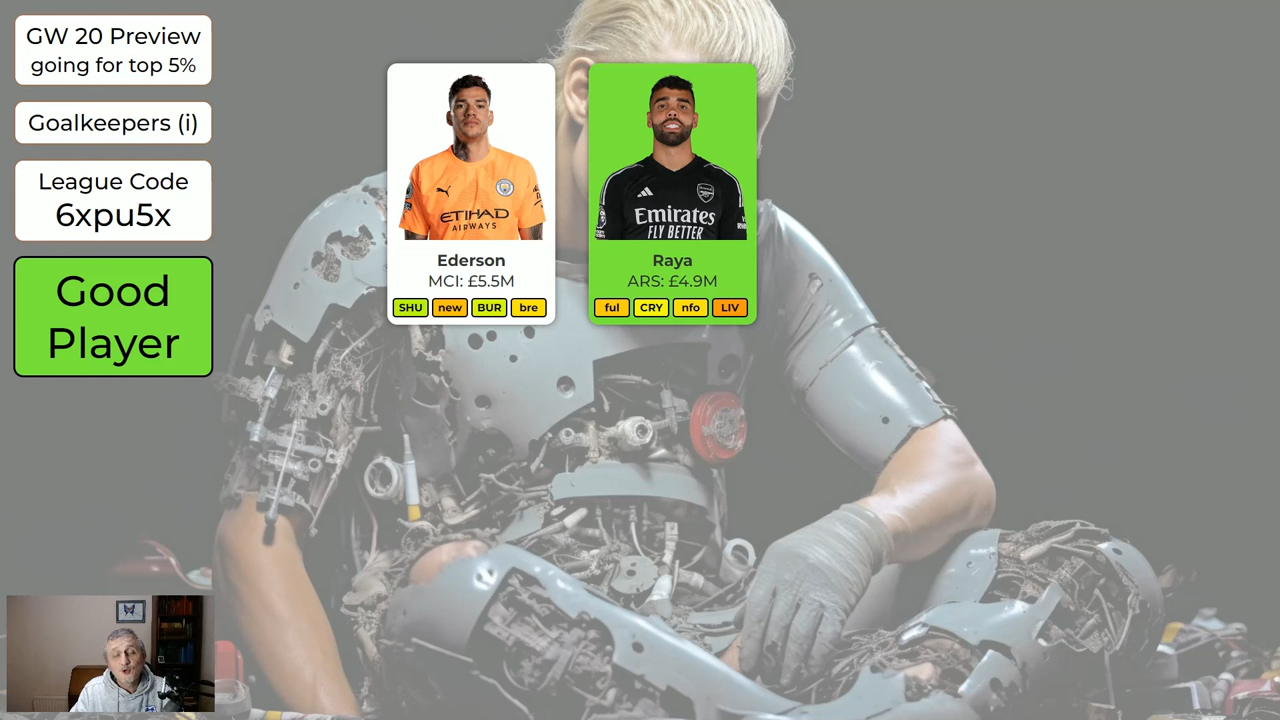 GW 20 Preview
going for top 5%
Goalkeepers (i)
League Code
6xpu5x
Good
Player
ETIHAD
AIRWAYS
Ederson
MCI: £5.5M
SHU new BUR bre
Emirates
FLY BETTER
Raya
ARS: £4.9M
ful CRY nfo LIV